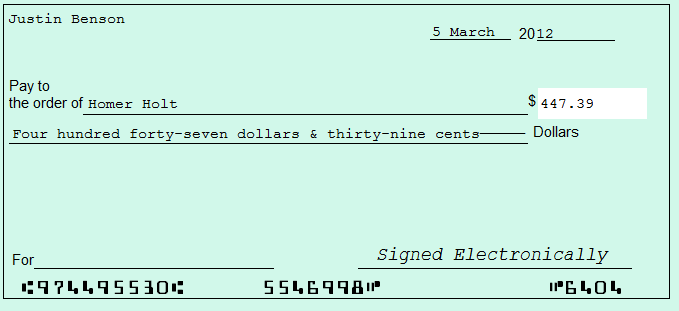 Justin Benson
5 March 2012
Pay to
the order of Homer Holt $ 447.39
Four hundred forty-seven dollars & thirty-nine cents Dollars
For Signed Electronically
⑆974495530⑆ 5546998⑈ ⑈6404